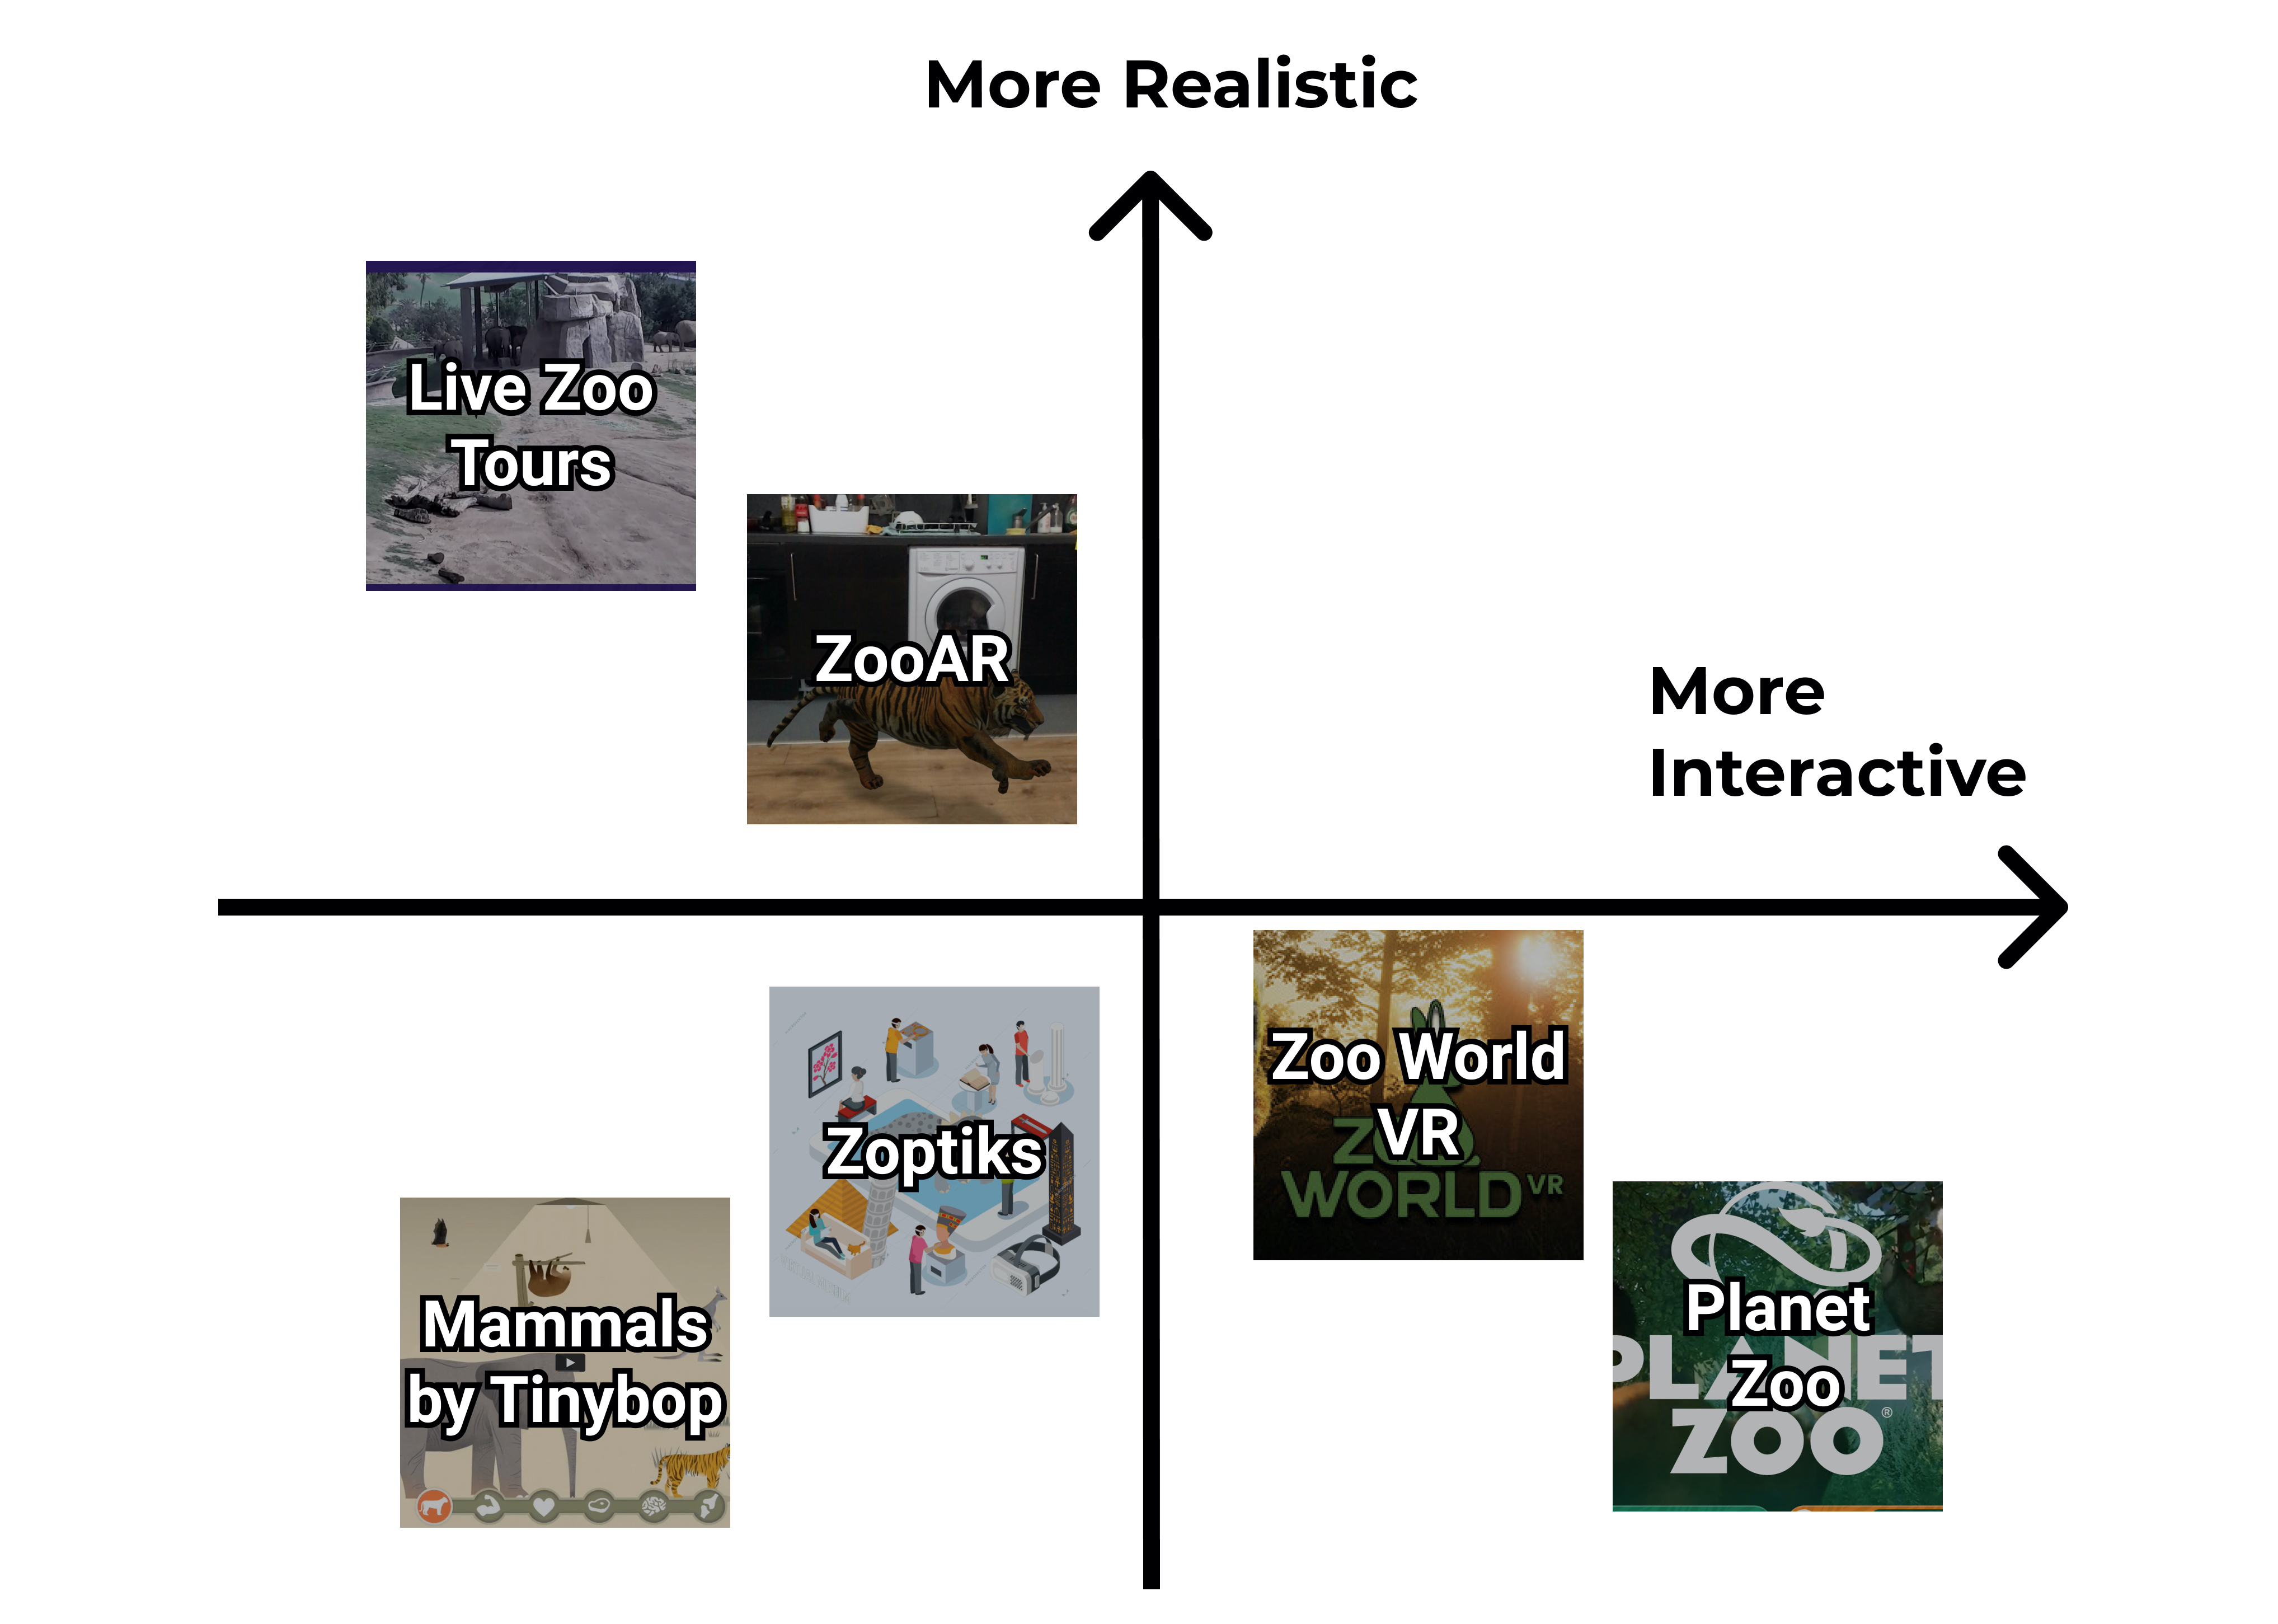 More Realistic
Live Zoo
Tours
ZooAR
More
Interactive
Zoptiks
Zoo World
VR
ZOO
WORLD VR
Mammals
by Tinybop
Planet
Zoo
PLANET
ZOO®